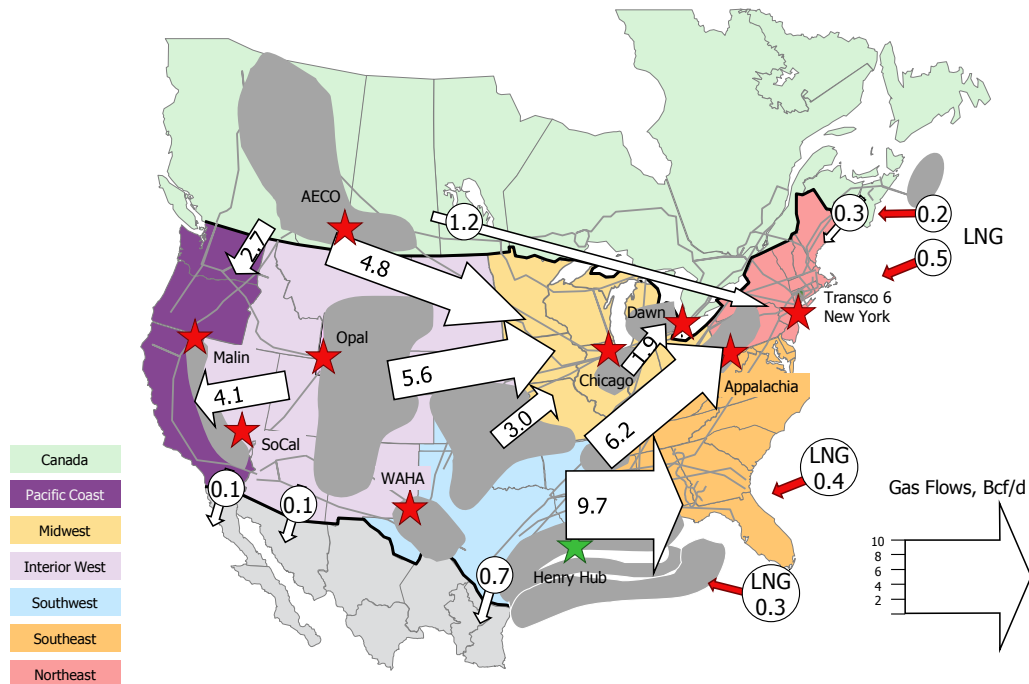 AECO
1.2
0.3
0.2
LNG
0.5
2.7
4.8
Transco 6
New York
Dawn
Malin
Opal
1.9
Chicago
Appalachia
5.6
4.1
3.0
6.2
SoCal
WAHA
LNG
0.4
0.1
0.1
9.7
Henry Hub
0.7
LNG
0.3
Canada
Pacific Coast
Midwest
Interior West
Southwest
Southeast
Northeast
Gas Flows, Bcf/d
10
8
6
4
2